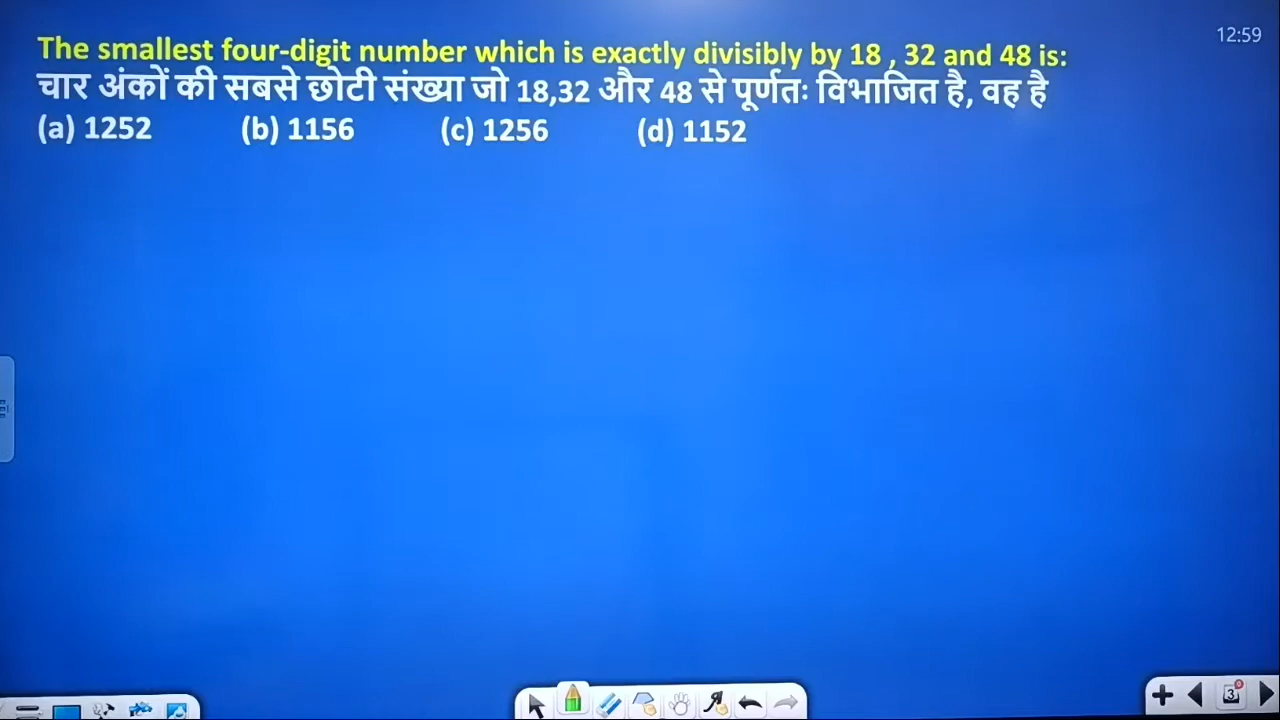 12:59
The smallest four-digit number which is exactly divisibly by 18 , 32 and 48 is:
चार अंकों की सबसे छोटी संख्या जो 18,32 और 48 से पूर्णतः विभाजित है, वह है
(a) 1252 (b) 1156 (c) 1256 (d) 1152
3